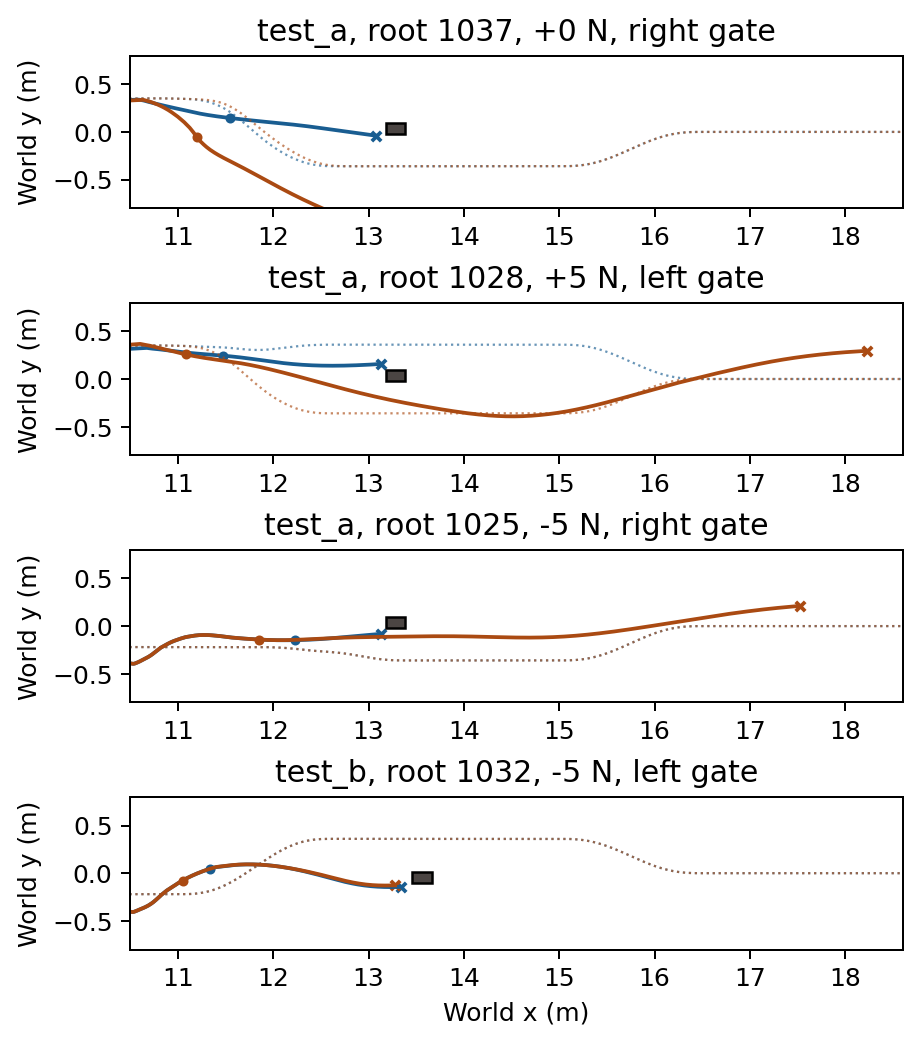 test_a, root 1037, +0 N, right gate
World y (m)
0.5
0.0
−0.5
11 12 13 14 15 16 17 18
test_a, root 1028, +5 N, left gate
World y (m)
0.5
0.0
−0.5
11 12 13 14 15 16 17 18
test_a, root 1025, -5 N, right gate
World y (m)
0.5
0.0
−0.5
11 12 13 14 15 16 17 18
test_b, root 1032, -5 N, left gate
World y (m)
0.5
0.0
−0.5
11 12 13 14 15 16 17 18
World x (m)